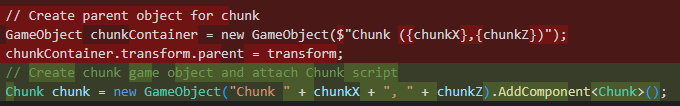 // Create parent object for chunk
GameObject chunkContainer = new GameObject($"Chunk ({chunkX},{chunkZ})");
chunkContainer.transform.parent = transform;
// Create chunk game object and attach Chunk script
Chunk chunk = new GameObject("Chunk " + chunkX + ", " + chunkZ).AddComponent<Chunk>();